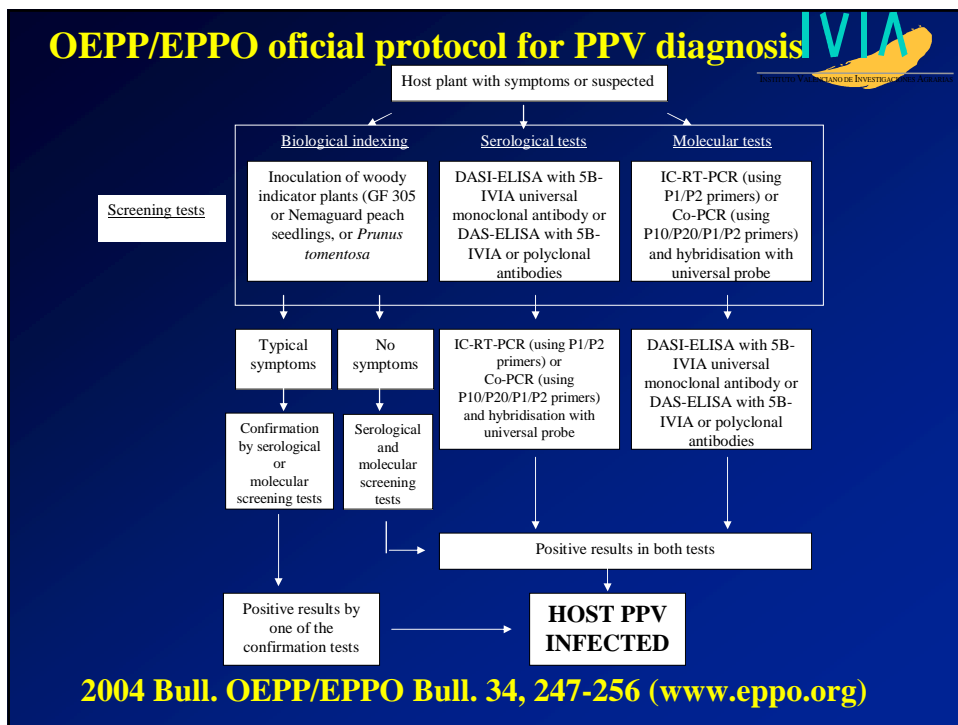 OEPP/EPPO oficial protocol for PPV diagnosis
IVIA
INSTITUTO VALENCIANO DE INVESTIGACIONES AGRARIAS
Host plant with symptoms or suspected
Biological indexing
Serological tests
Molecular tests
Screening tests
Inoculation of woody
indicator plants (GF 305
or Nemaguard peach
seedlings, or Prunus
tomentosa
DASI-ELISA with 5B-
IVIA universal
monoclonal antibody or
DAS-ELISA with 5B-
IVIA or polyclonal
antibodies
IC-RT-PCR (using
P1/P2 primers) or
Co-PCR (using
P10/P20/P1/P2 primers)
and hybridisation with
universal probe
Typical
symptoms
No
symptoms
IC-RT-PCR (using P1/P2
primers) or
Co-PCR (using
P10/P20/P1/P2 primers)
and hybridisation with
universal probe
DASI-ELISA with 5B-
IVIA universal
monoclonal antibody or
DAS-ELISA with 5B-
IVIA or polyclonal
antibodies
Confirmation
by serological
or
molecular
screening tests
Serological
and
molecular
screening
tests
Positive results in both tests
Positive results by
one of the
confirmation tests
HOST PPV
INFECTED
2004 Bull. OEPP/EPPO Bull. 34, 247-256 (www.eppo.org)